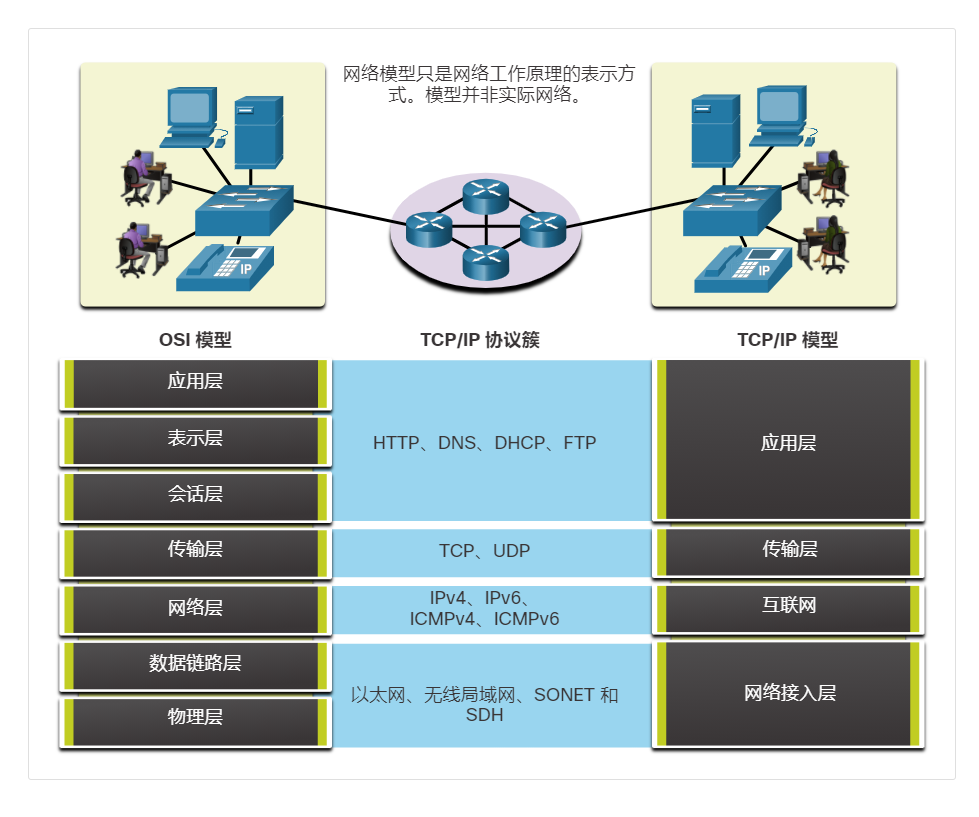 网络模型只是网络工作原理的表示方
式。模型并非实际网络。
IP
IP
OSI 模型
TCP/IP 协议簇
TCP/IP 模型
应用层
表示层
会话层
HTTP、DNS、DHCP、FTP
应用层
传输层
TCP、UDP
传输层
网络层
IPv4、IPv6、
ICMPv4、ICMPv6
互联网
数据链路层
物理层
以太网、无线局域网、SONET 和
SDH
网络接入层